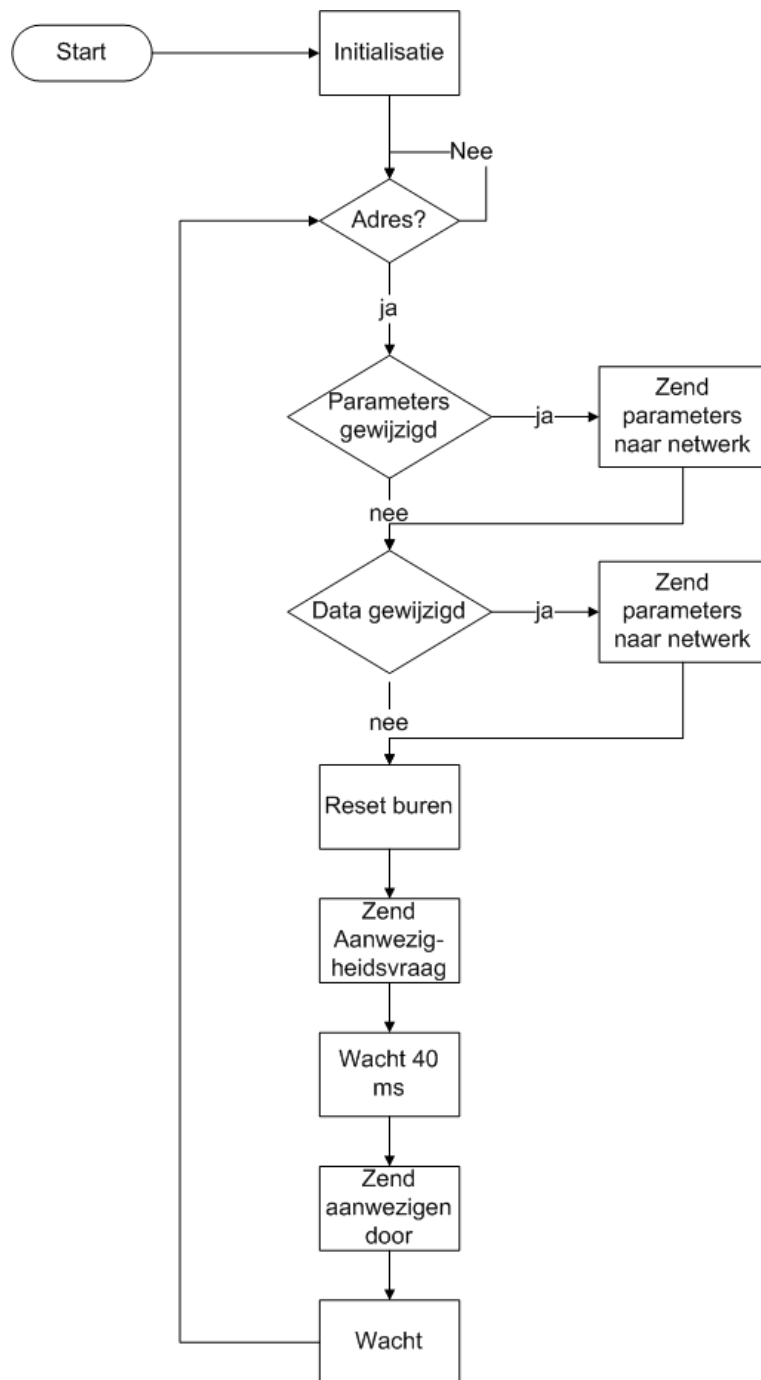 Start
Initialisatie
Nee
Adres?
ja
Parameters
gewijzigd
ja
Zend
parameters
naar netwerk
nee
Data gewijzigd
ja
Zend
parameters
naar netwerk
nee
Reset buren
Zend
Aanwezig-
heidsvraag
Wacht 40
ms
Zend
aanwezigen
door
Wacht